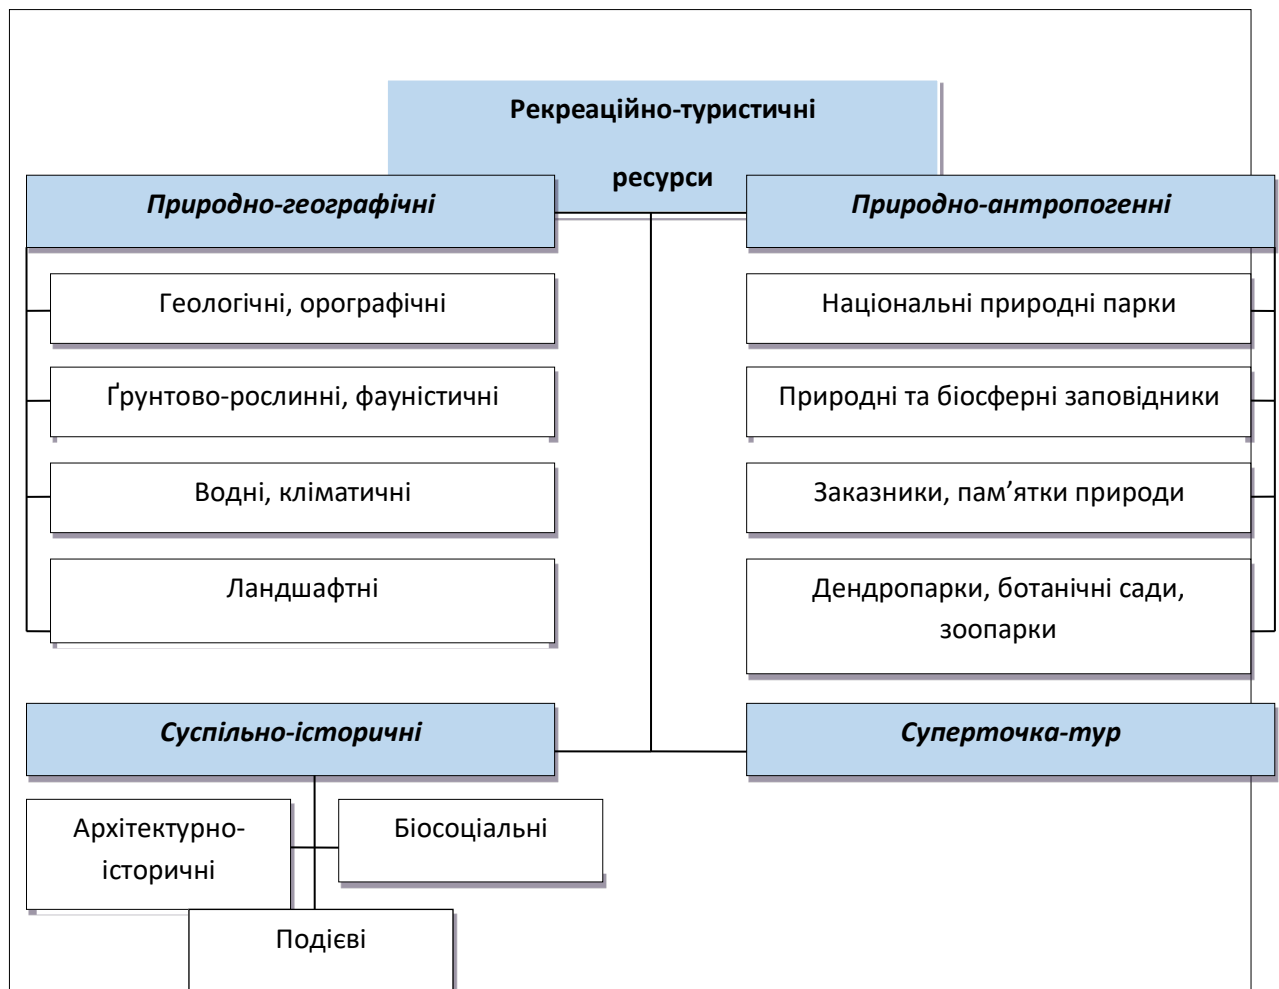 Рекреаційно-туристичні
ресурси
Природно-географічні
Природно-антропогенні
Геологічні, орографічні
Національні природні парки
Ґрунтово-рослинні, фауністичні
Природні та біосферні заповідники
Водні, кліматичні
Заказники, пам’ятки природи
Ландшафтні
Дендропарки, ботанічні сади,
зоопарки
Суспільно-історичні
Суперточка-тур
Архітектурно-
історичні
Біосоціальні
Подієві